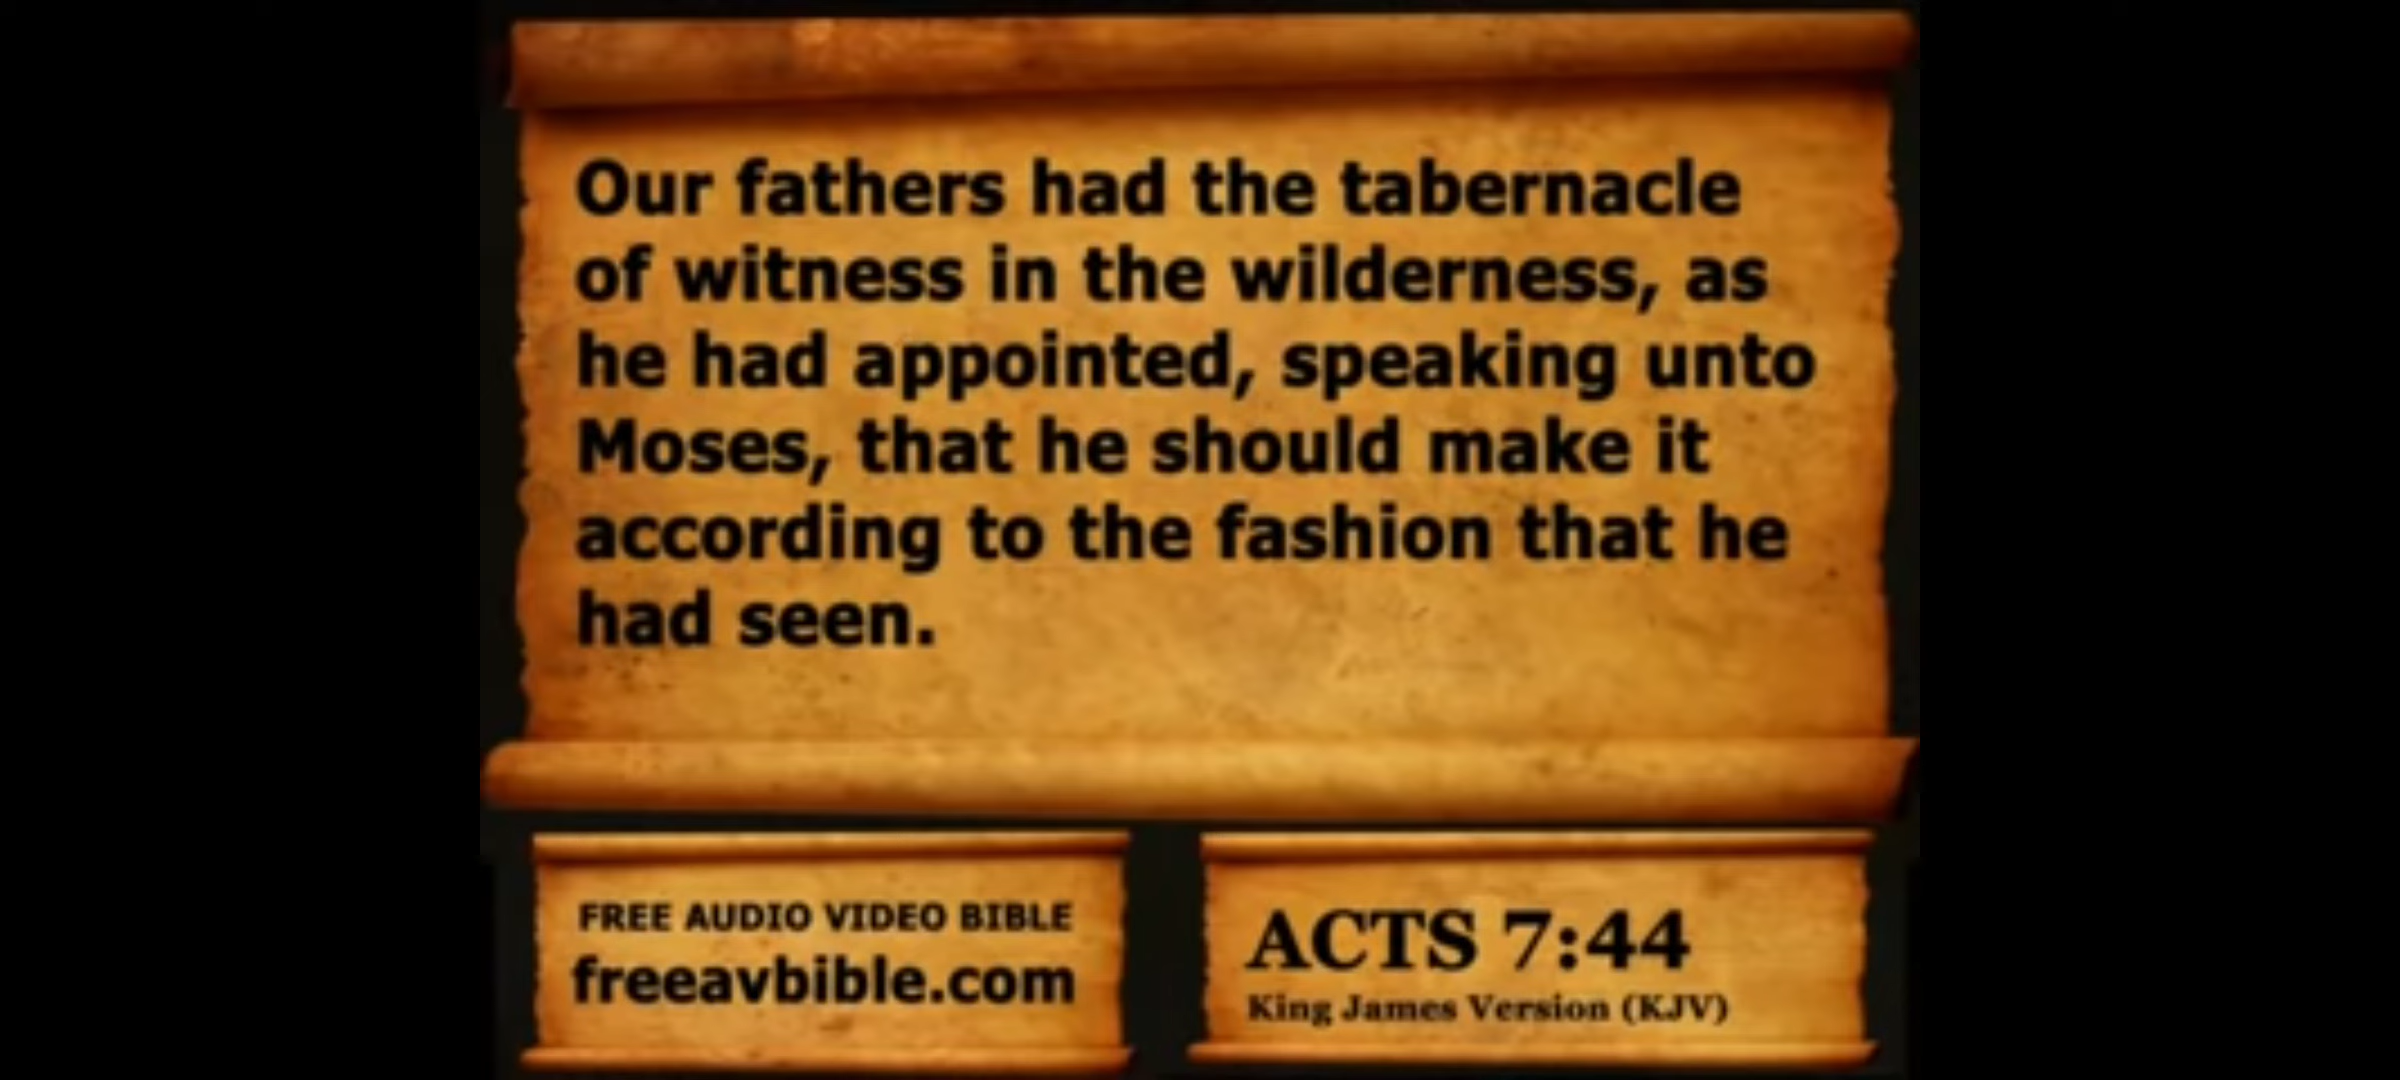 Our fathers had the tabernacle
of witness in the wilderness, as
he had appointed, speaking unto
Moses, that he should make it
according to the fashion that he
had seen.
FREE AUDIO VIDEO BIBLE
freeavbible.com
ACTS 7:44
King James Version (KJV)